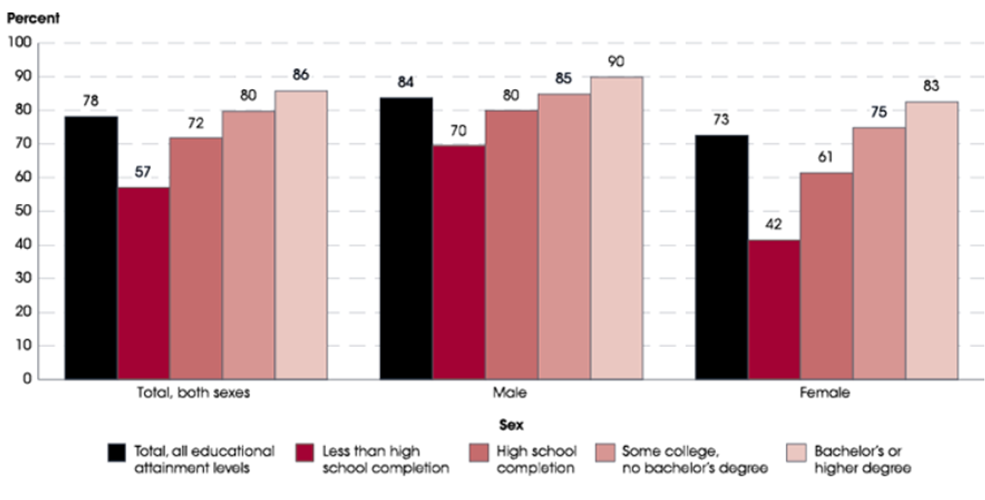 Percent
100
90
80
70
60
50
40
30
20
10
0
78
57
72
80
86
84
70
80
85
90
73
42
61
75
83
Total, both sexes
Male
Female
Sex
Total, all educational
attainment levels
Less than high
school completion
High school
completion
Some college,
no bachelor's degree
Bachelor's or
higher degree